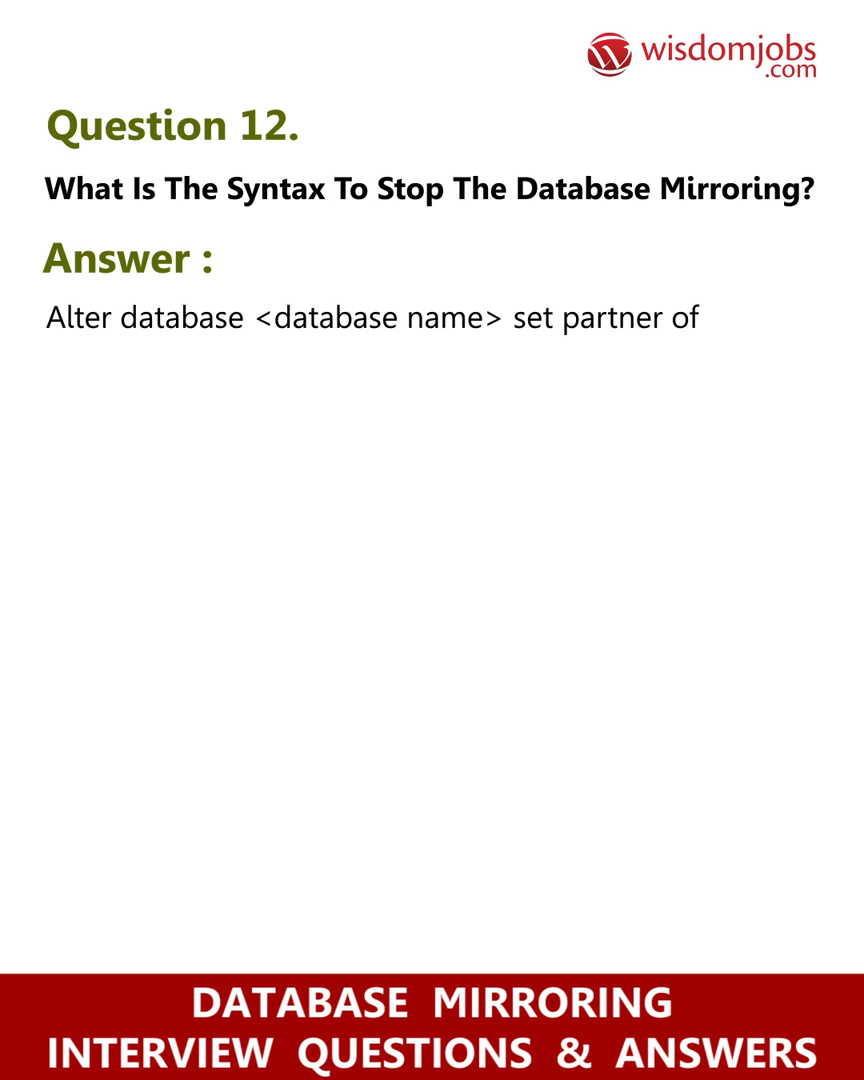 wisdomjobs
.com
Question 12.
What Is The Syntax To Stop The Database Mirroring?
Answer :
Alter database <database name> set partner of
DATABASE MIRRORING
INTERVIEW QUESTIONS & ANSWERS